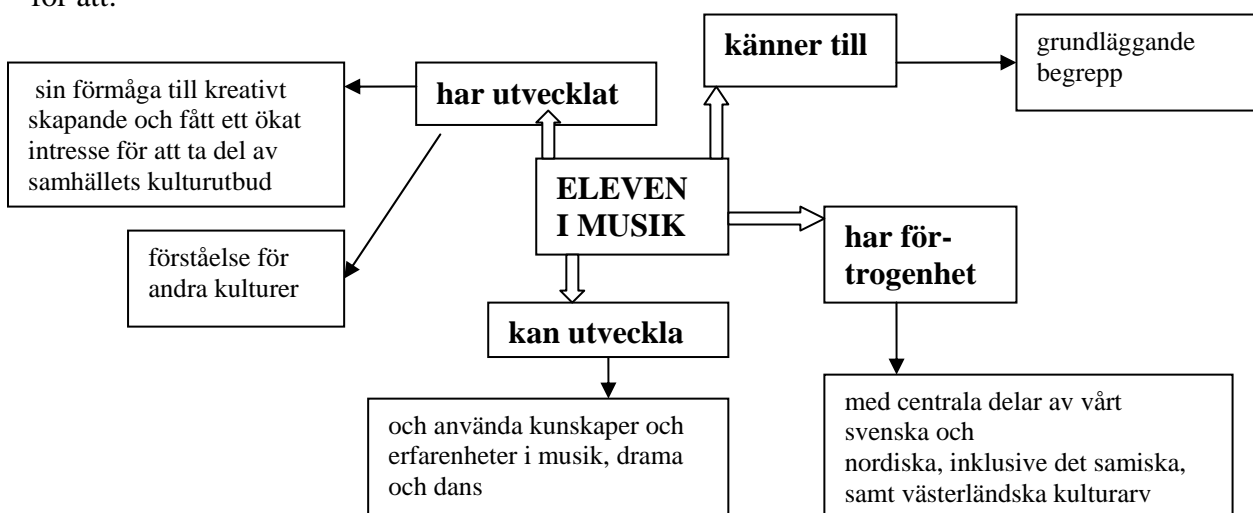 för att:
känner till
grundläggande
begrepp
har utvecklat
sin förmåga till kreativt
skapande och fått ett ökat
intresse för att ta del av
samhällets kulturutbud
ELEVEN
I MUSIK
har för-
trogenhet
förståelse för
andra kulturer
kan utveckla
och använda kunskaper och
erfarenheter i musik, drama
och dans
med centrala delar av vårt
svenska och
nordiska, inklusive det samiska,
samt västerländska kulturarv